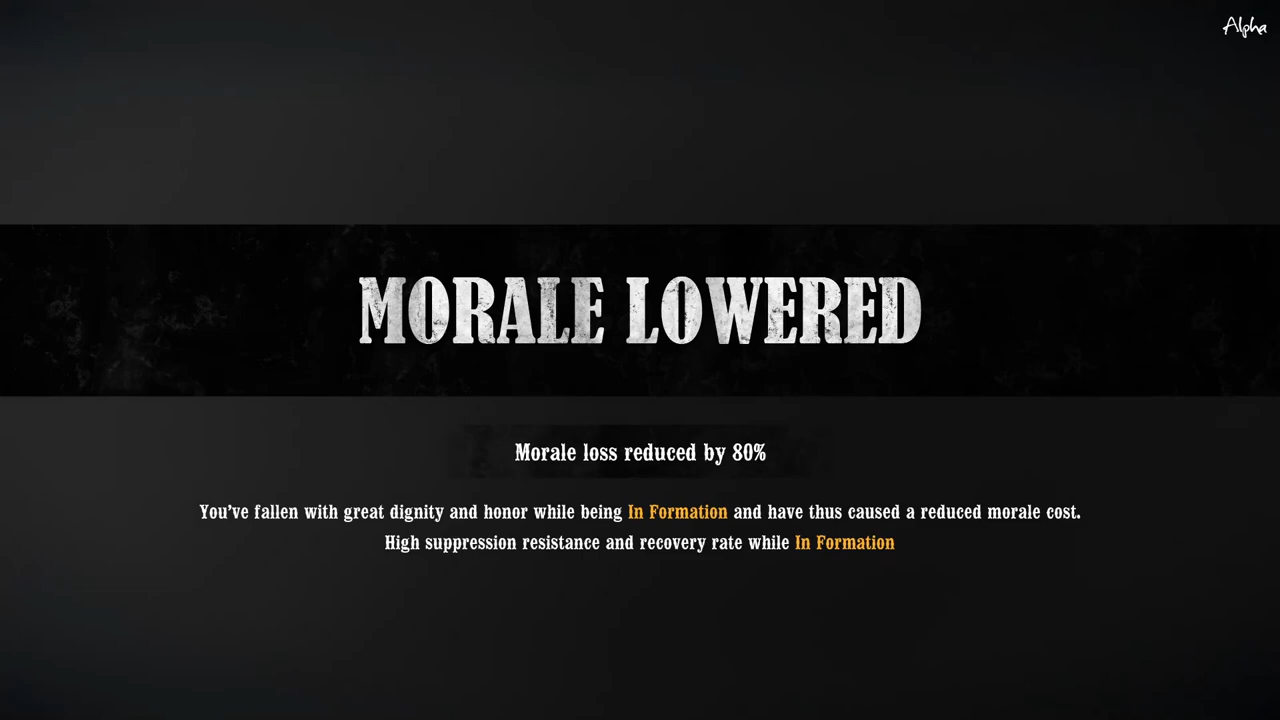 Alpha
MORALE LOWERED
Morale loss reduced by 80%
You've fallen with great dignity and honor while being In Formation and have thus caused a reduced morale cost.
High suppression resistance and recovery rate while In Formation